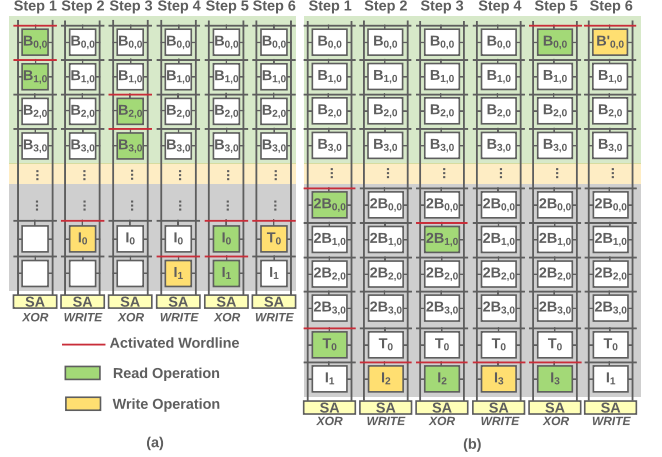 Step 1 Step 2 Step 3 Step 4 Step 5 Step 6
B0,0 B0,0 B0,0 B0,0 B0,0 B0,0
B1,0 B1,0 B1,0 B1,0 B1,0 B1,0
B2,0 B2,0 B2,0 B2,0 B2,0 B2,0
B3,0 B3,0 B3,0 B3,0 B3,0 B3,0
I0 I0 I0 I0 T0
I1 I1 I1
SA SA SA SA SA SA
XOR WRITE XOR WRITE XOR WRITE
Activated Wordline
Read Operation
Write Operation
(a)
Step 1 Step 2 Step 3 Step 4 Step 5 Step 6
B0,0 B0,0 B0,0 B0,0 B0,0 B'0,0
B1,0 B1,0 B1,0 B1,0 B1,0 B1,0
B2,0 B2,0 B2,0 B2,0 B2,0 B2,0
B3,0 B3,0 B3,0 B3,0 B3,0 B3,0
2B0,0 2B0,0 2B0,0 2B0,0 2B0,0 2B0,0
2B1,0 2B1,0 2B1,0 2B1,0 2B1,0 2B1,0
2B2,0 2B2,0 2B2,0 2B2,0 2B2,0 2B2,0
2B3,0 2B3,0 2B3,0 2B3,0 2B3,0 2B3,0
T0 T0 T0 T0 T0 T0
I1 I2 I2 I3 I3 I1
SA SA SA SA SA SA
XOR WRITE XOR WRITE XOR WRITE
(b)